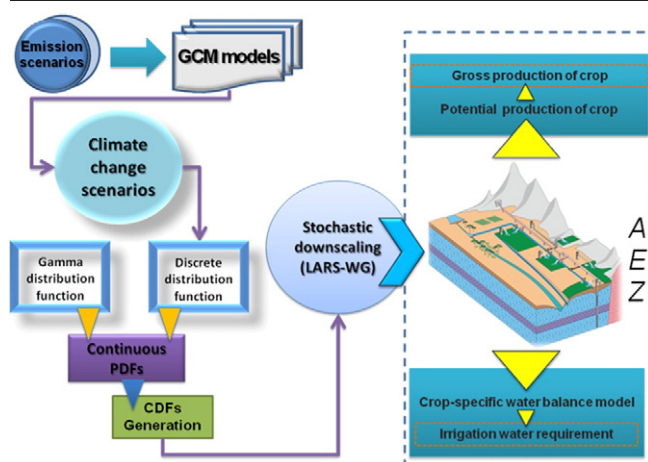 Emission
scenarios
GCM models
Climate
change
scenarios
Gamma
distribution
function
Discrete
distribution
function
Continuous
PDFs
CDFs
Generation
Stochastic
downscaling
(LARS-WG)
Gross production of crop
Potential production of crop
A
E
Z
Crop-specific water balance model
Irrigation water requirement